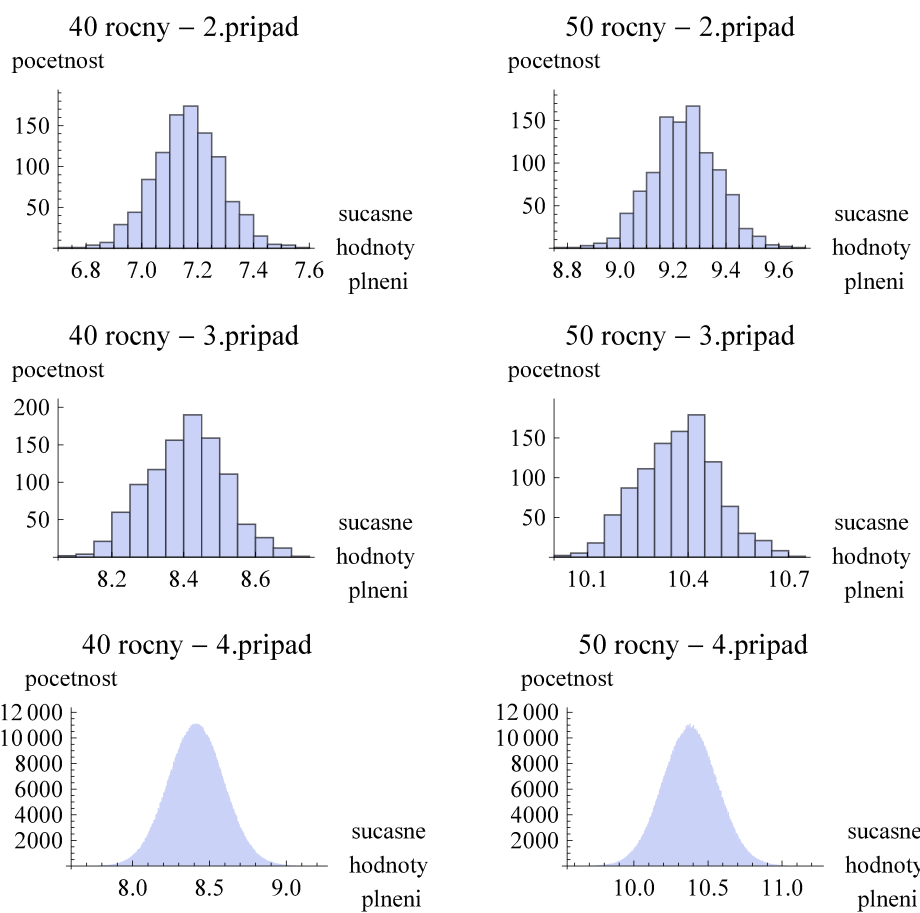 40 rocny − 2.pripad
pocetnost
150
100
50
6.8 7.0 7.2 7.4 7.6
sucasne
hodnoty
plneni
50 rocny − 2.pripad
pocetnost
150
100
50
8.8 9.0 9.2 9.4 9.6
sucasne
hodnoty
plneni
40 rocny − 3.pripad
pocetnost
200
150
100
50
8.2 8.4 8.6
sucasne
hodnoty
plneni
50 rocny − 3.pripad
pocetnost
150
100
50
10.1 10.4 10.7
sucasne
hodnoty
plneni
40 rocny − 4.pripad
pocetnost
12 000
10 000
8000
6000
4000
2000
8.0 8.5 9.0
sucasne
hodnoty
plneni
50 rocny − 4.pripad
pocetnost
12 000
10 000
8000
6000
4000
2000
10.0 10.5 11.0
sucasne
hodnoty
plneni